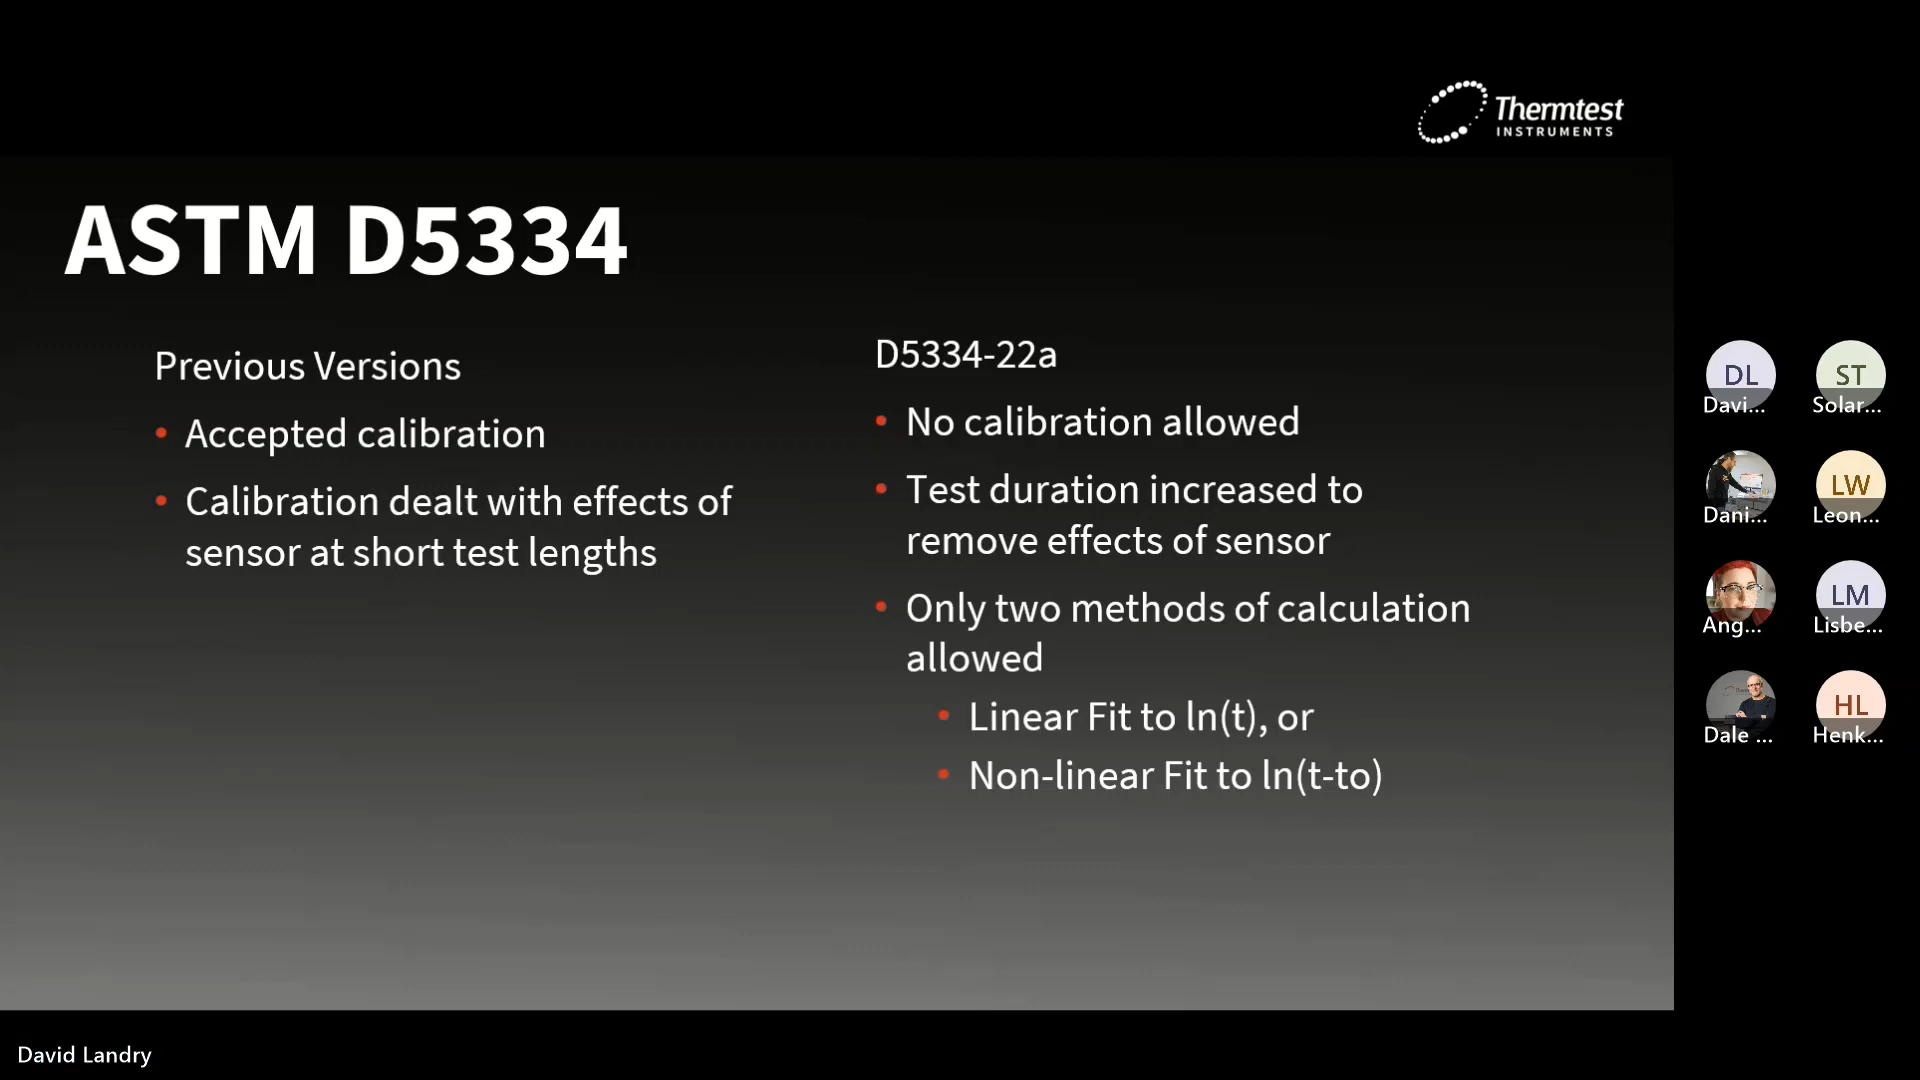 Thermtest
INSTRUMENTS
ASTM D5334
Previous Versions
• Accepted calibration
• Calibration dealt with effects of
sensor at short test lengths
D5334-22a
• No calibration allowed
• Test duration increased to
remove effects of sensor
• Only two methods of calculation
allowed
• Linear Fit to ln(t), or
• Non-linear Fit to ln(t-to)
DL
Davi...
ST
Solar...
Dani...
LW
Leon...
Ang...
LM
Lisbe...
Dale ...
HL
Henk...
David Landry